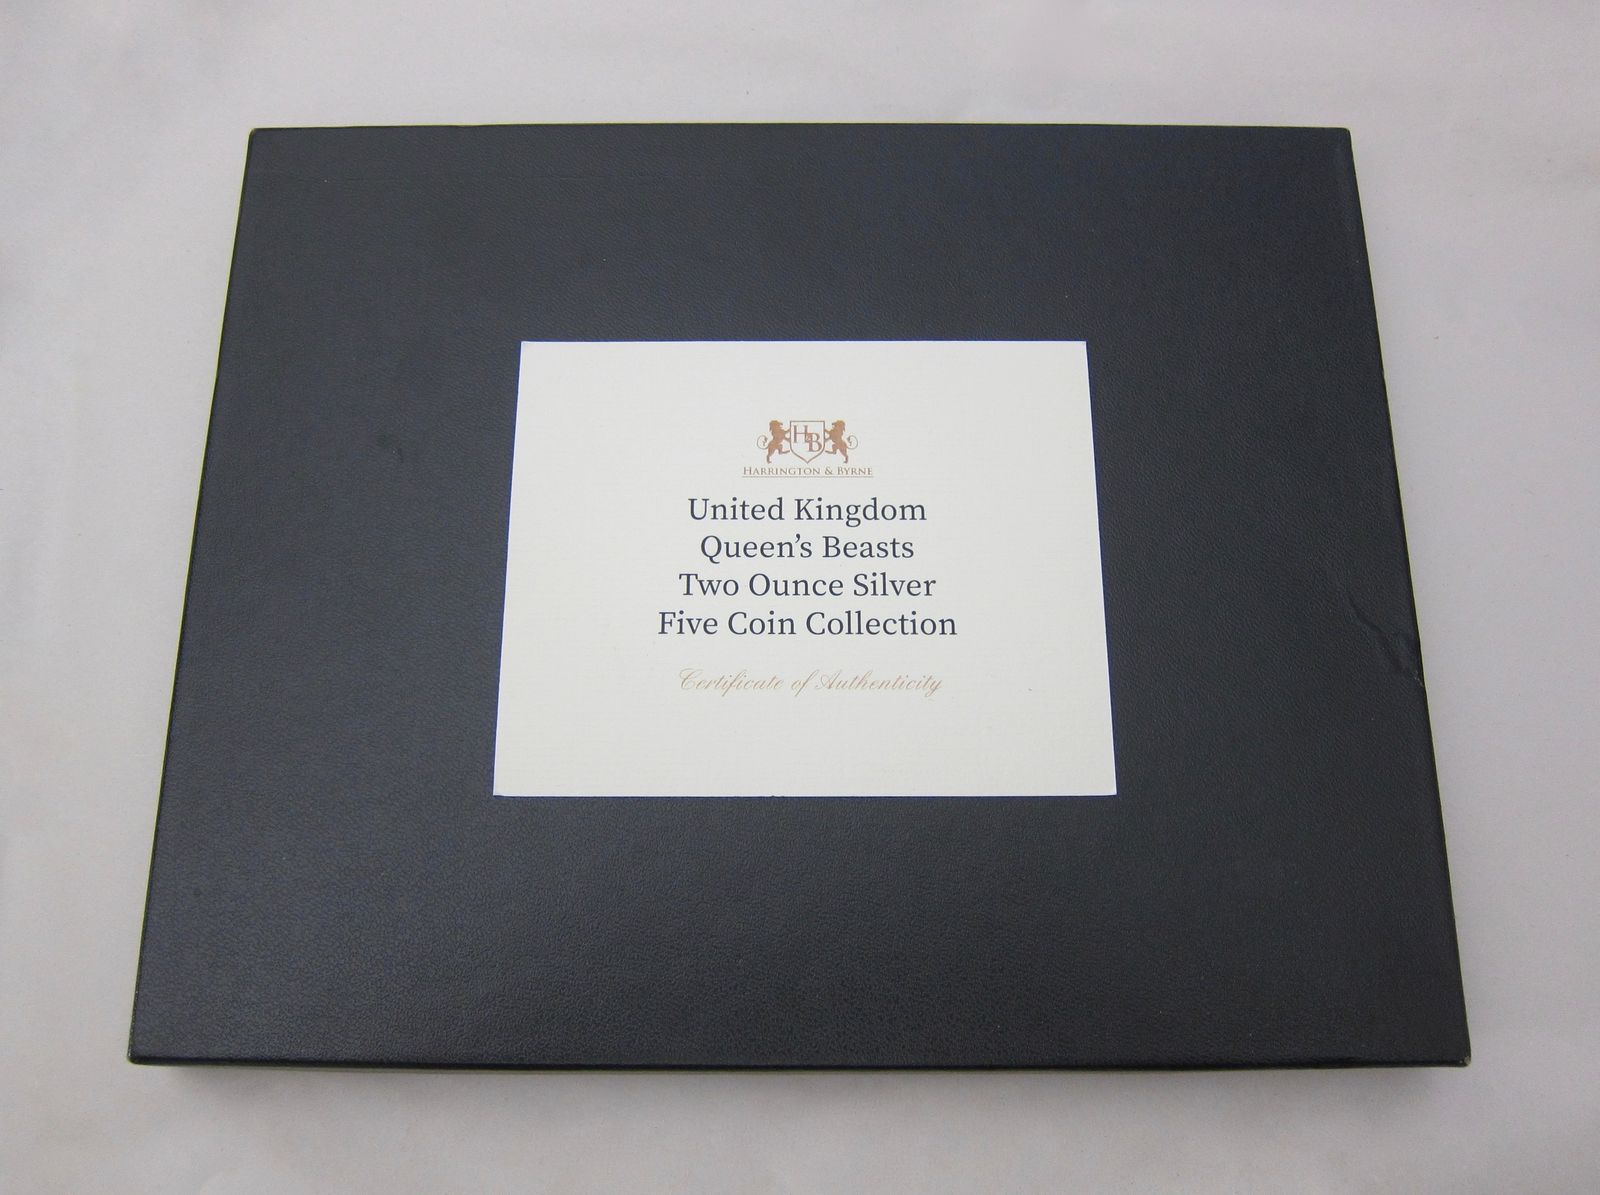 HB
HARRINGTON & BYRNE
United Kingdom
Queen's Beasts
Two Ounce Silver
Five Coin Collection
Certificate of Authenticity